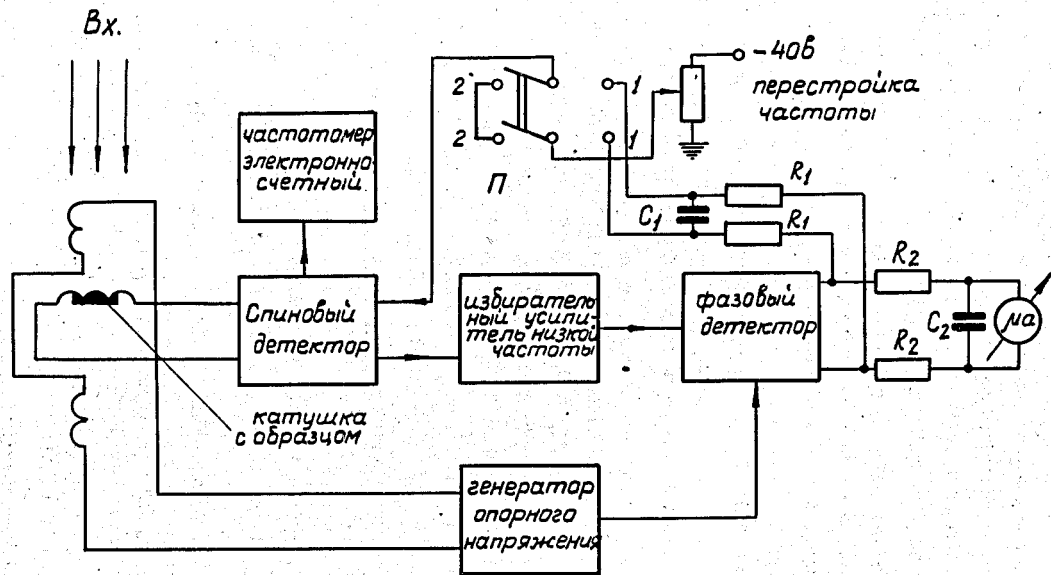 Вх.
-40в
перестройка
частоты
2
1
2
1
П
частотомер
электронно-
счетный
R1
C1
R1
R2
C2
μа
R2
Спиновый
детектор
избиратель-
ный усили-
тель низкой
частоты
фазовый
детектор
катушка
с образцом
генератор
опорного
напряжения